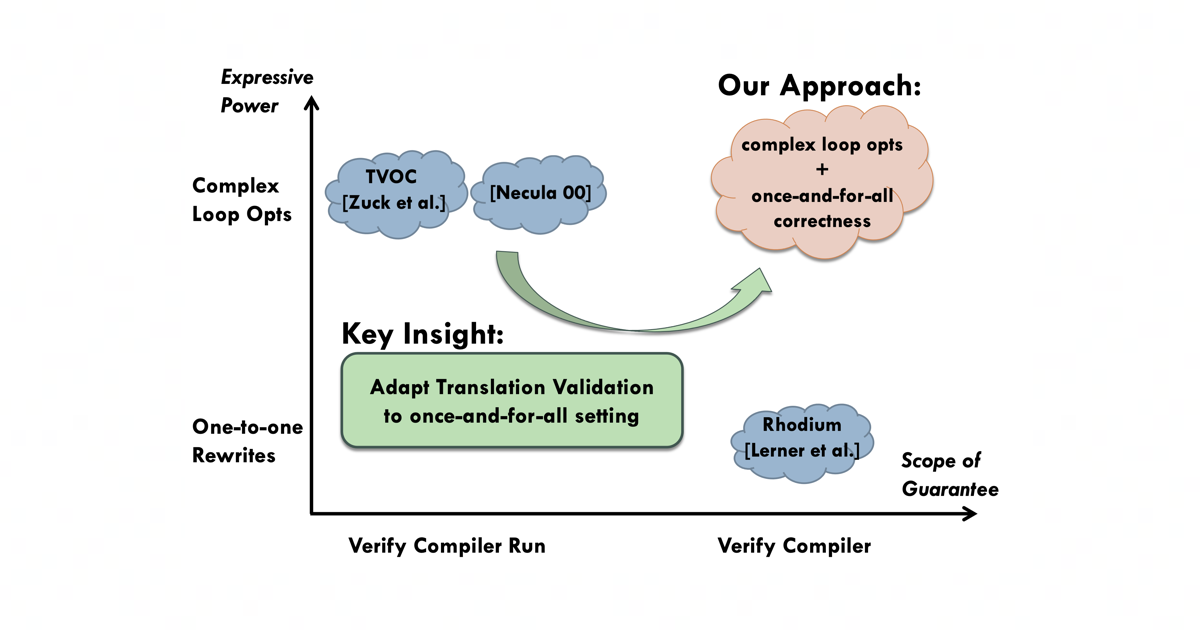 Expressive
Power
Our Approach:
complex loop opts
+
once-and-for-all
correctness
Complex
Loop Opts
TVOC
[Zuck et al.]
[Necula 00]
Key Insight:
Adapt Translation Validation
to once-and-for-all setting
One-to-one
Rewrites
Rhodium
[Lerner et al.]
Scope of
Guarantee
Verify Compiler Run
Verify Compiler